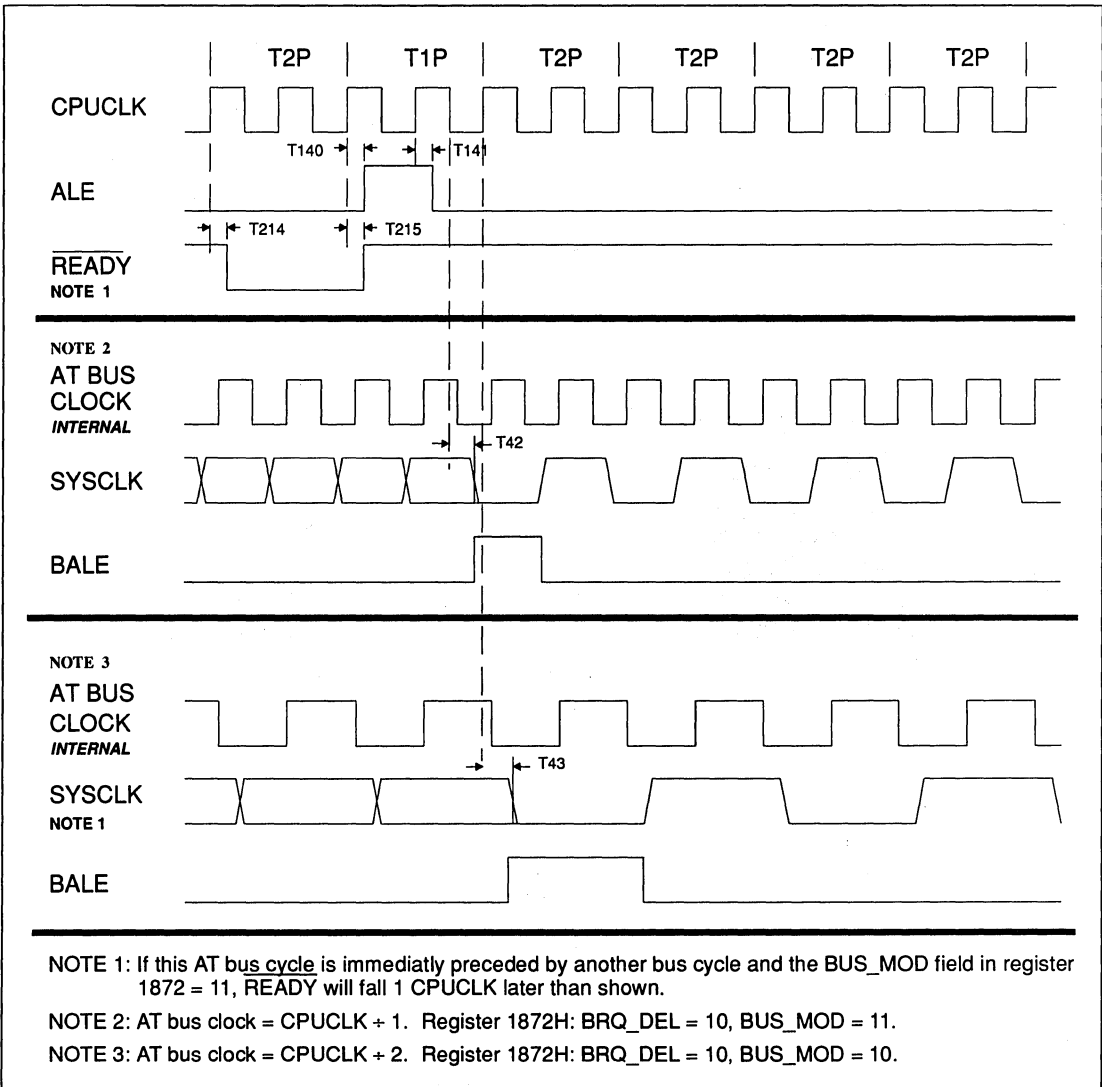 T2P T1P T2P T2P T2P T2P
CPUCLK
T140 T141
ALE
T214 T215
READY
NOTE 1
NOTE 2
AT BUS
CLOCK
INTERNAL
T42
SYSCLK
BALE
NOTE 3
AT BUS
CLOCK
INTERNAL
T43
SYSCLK
NOTE 1
BALE
NOTE 1: If this AT bus cycle is immediatly preceded by another bus cycle and the BUS_MOD field in register
1872 = 11, READY will fall 1 CPUCLK later than shown.
NOTE 2: AT bus clock = CPUCLK ÷ 1. Register 1872H: BRQ_DEL = 10, BUS_MOD = 11.
NOTE 3: AT bus clock = CPUCLK ÷ 2. Register 1872H: BRQ_DEL = 10, BUS_MOD = 10.